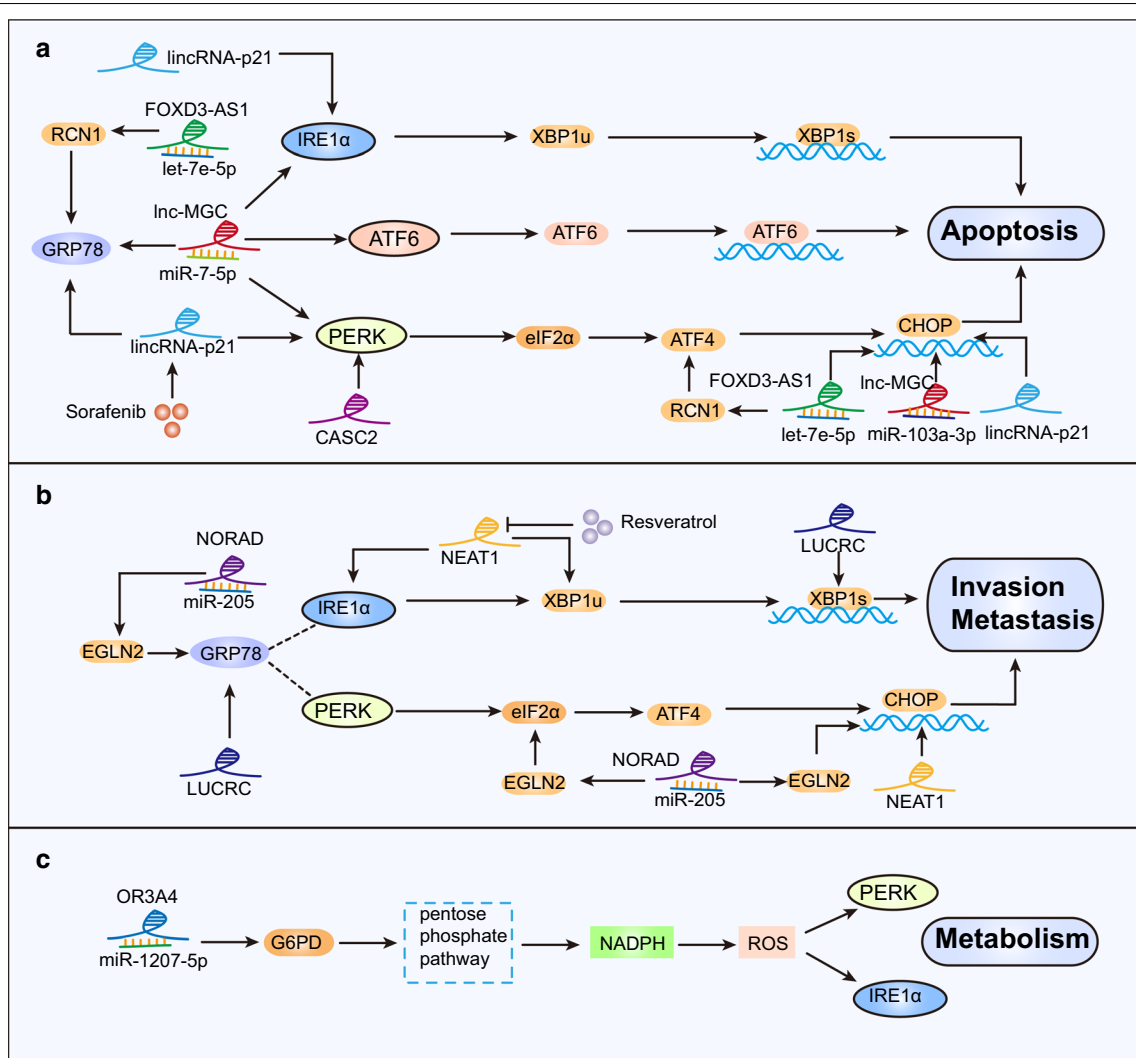 a
lincRNA-p21
FOXD3-AS1
RCN1
let-7e-5p
IRE1α
XBP1u
XBP1s
lnc-MGC
GRP78
miR-7-5p
ATF6
ATF6
ATF6
Apoptosis
lincRNA-p21
PERK
eIF2α
ATF4
CHOP
Sorafenib
CASC2
FOXD3-AS1
lnc-MGC
RCN1
let-7e-5p
miR-103a-3p
lincRNA-p21
b
NORAD
miR-205
NEAT1
Resveratrol
LUCRC
IRE1α
XBP1u
XBP1s
Invasion
Metastasis
EGLN2
GRP78
PERK
eIF2α
ATF4
CHOP
LUCRC
EGLN2
NORAD
miR-205
EGLN2
NEAT1
c
OR3A4
miR-1207-5p
G6PD
pentose
phosphate
pathway
NADPH
ROS
PERK
IRE1α
Metabolism